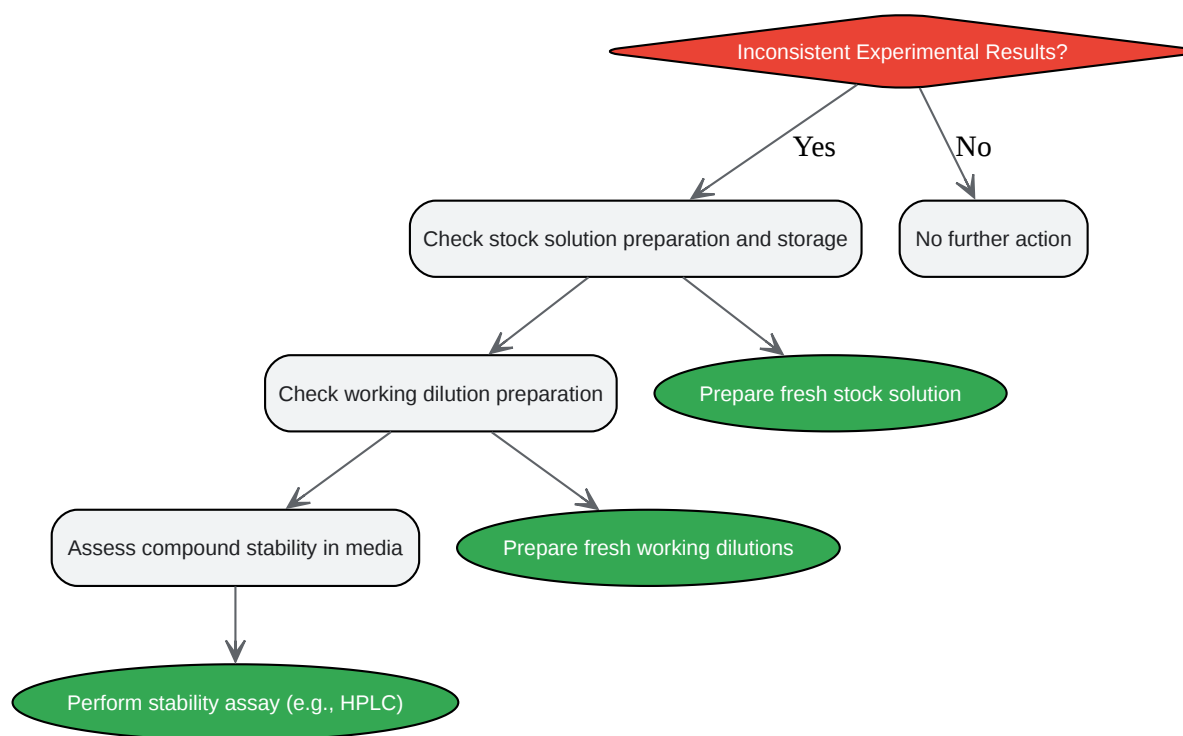 Inconsistent Experimental Results?
Yes
No
Check stock solution preparation and storage
No further action
Check working dilution preparation
Prepare fresh stock solution
Assess compound stability in media
Prepare fresh working dilutions
Perform stability assay (e.g., HPLC)